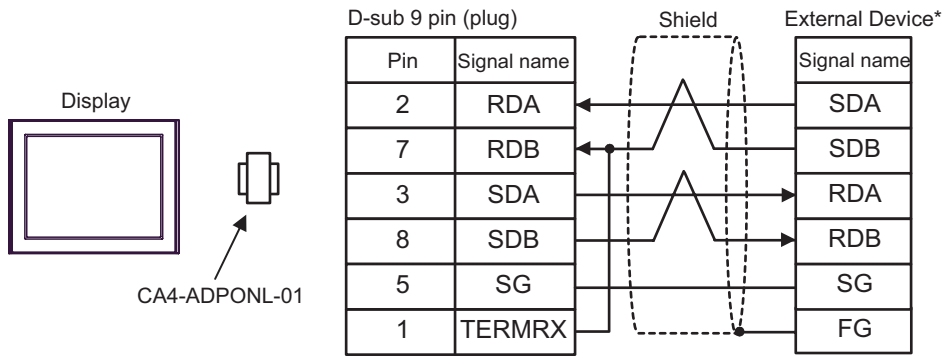 D-sub 9 pin (plug) Shield External Device*
Pin Signal name Signal name
Display
2 RDA SDA
7 RDB SDB
3 SDA RDA
8 SDB RDB
5 SG SG
CA4-ADPONL-01
1 TERMRX FG